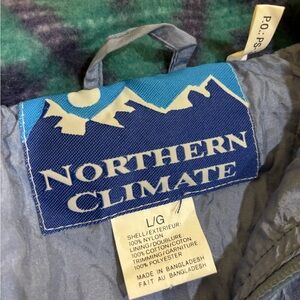 P.O.: PS
NORTHERN
CLIMATE
L/G
SHELL/EXTERIEUR:
100% NYLON
LINING/DOUBLURE:
100% COTTON/COTON
TRIMMING/GARNITURE
100% POLYESTER
MADE IN BANGLADESH
FAIT AU BANGLADESH